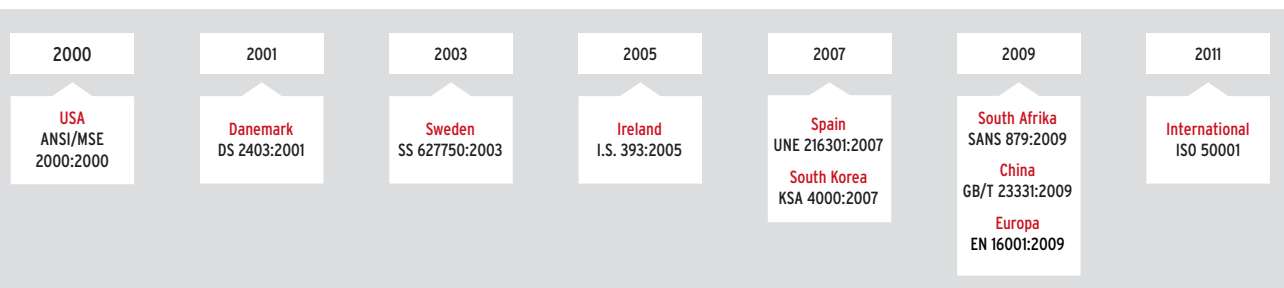 2000
USA
ANSI/MSE
2000:2000
2001
Danemark
DS 2403:2001
2003
Sweden
SS 627750:2003
2005
Ireland
I.S. 393:2005
2007
Spain
UNE 216301:2007
South Korea
KSA 4000:2007
2009
South Afrika
SANS 879:2009
China
GB/T 23331:2009
Europa
EN 16001:2009
2011
International
ISO 50001